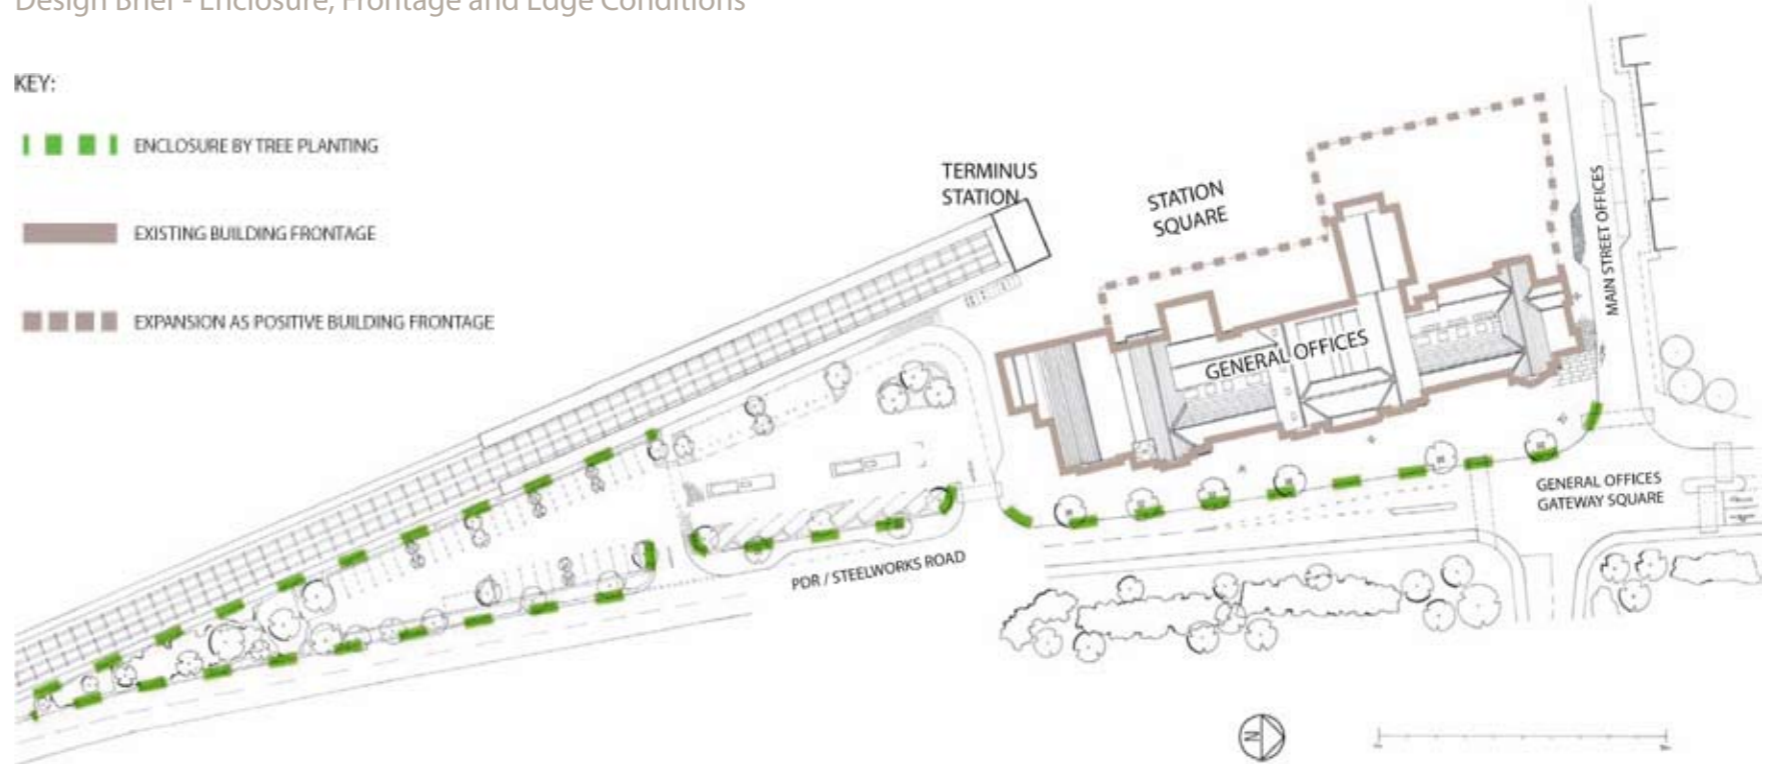 Design Brief - Enclosure, Frontage and Edge Conditions
KEY:
ENCLOSURE BY TREE PLANTING
EXISTING BUILDING FRONTAGE
EXPANSION AS POSITIVE BUILDING FRONTAGE
TERMINUS
STATION
STATION
SQUARE
MAIN STREET OFFICES
GENERAL OFFICES
GENERAL OFFICES
GATEWAY SQUARE
PDR / STEELWORKS ROAD
N